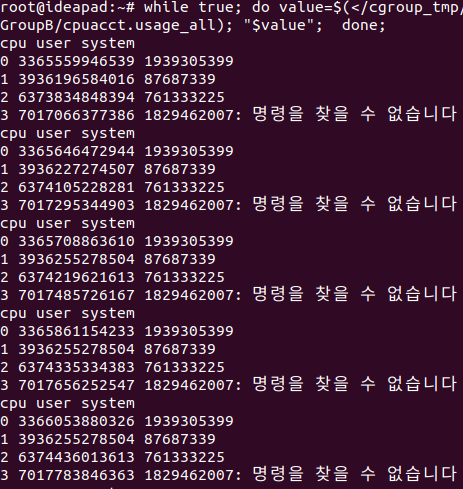 root@ideapad:~# while true; do value=$(</cgroup_tmp/
GroupB/cpuacct.usage_all); "$value";  done;
cpu user system
0 3365559946539 1939305399
1 3936196584016 87687339
2 6373834848394 761333225
3 7017066377386 1829462007: 명령을 찾을 수 없습니다
cpu user system
0 3365646472944 1939305399
1 3936227274507 87687339
2 6374105228281 761333225
3 7017295344903 1829462007: 명령을 찾을 수 없습니다
cpu user system
0 3365708863610 1939305399
1 3936255278504 87687339
2 6374219621613 761333225
3 7017485726167 1829462007: 명령을 찾을 수 없습니다
cpu user system
0 3365861154233 1939305399
1 3936255278504 87687339
2 6374335334383 761333225
3 7017656252547 1829462007: 명령을 찾을 수 없습니다
cpu user system
0 3366053880326 1939305399
1 3936255278504 87687339
2 6374436013613 761333225
3 7017783846363 1829462007: 명령을 찾을 수 없습니다